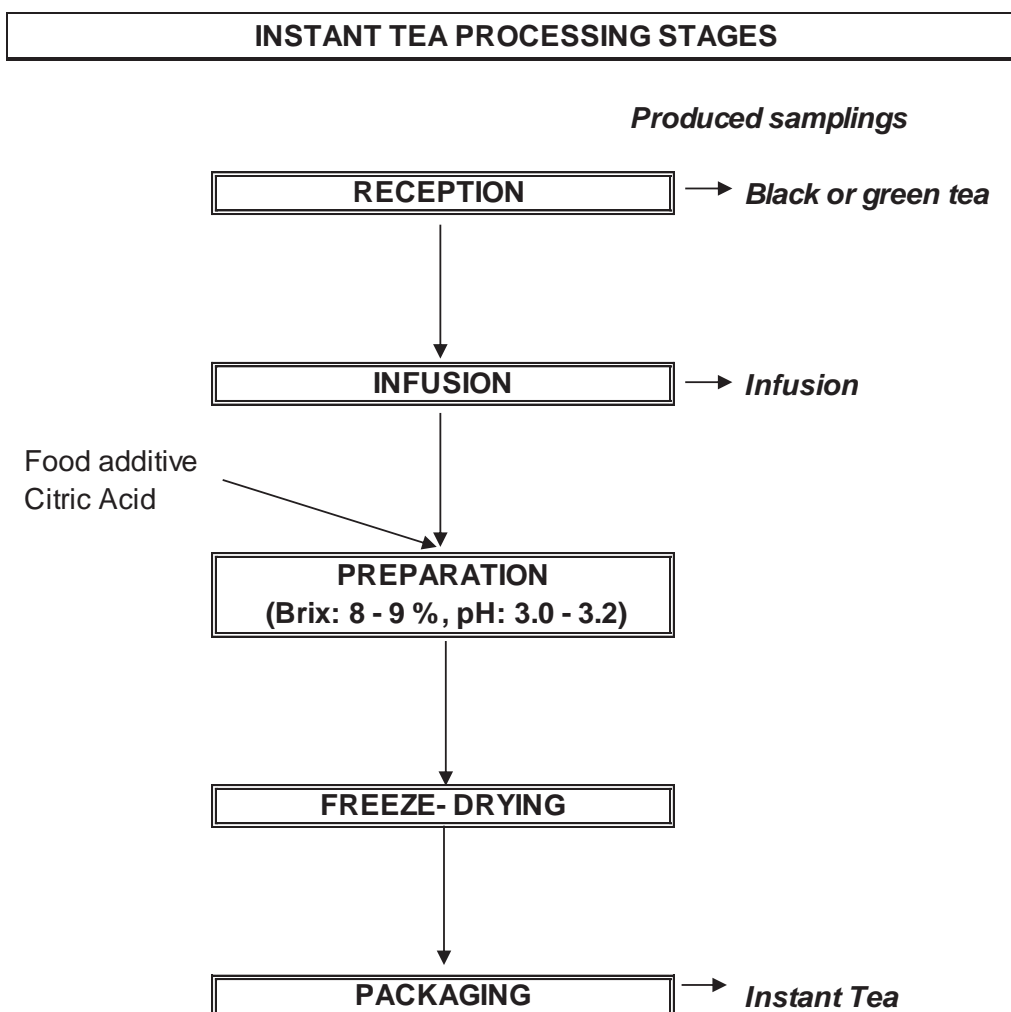 INSTANT TEA PROCESSING STAGES
Produced samplings
RECEPTION
Black or green tea
INFUSION
Infusion
Food additive
Citric Acid
PREPARATION
(Brix: 8 - 9 %, pH: 3.0 - 3.2)
FREEZE- DRYING
PACKAGING
Instant Tea